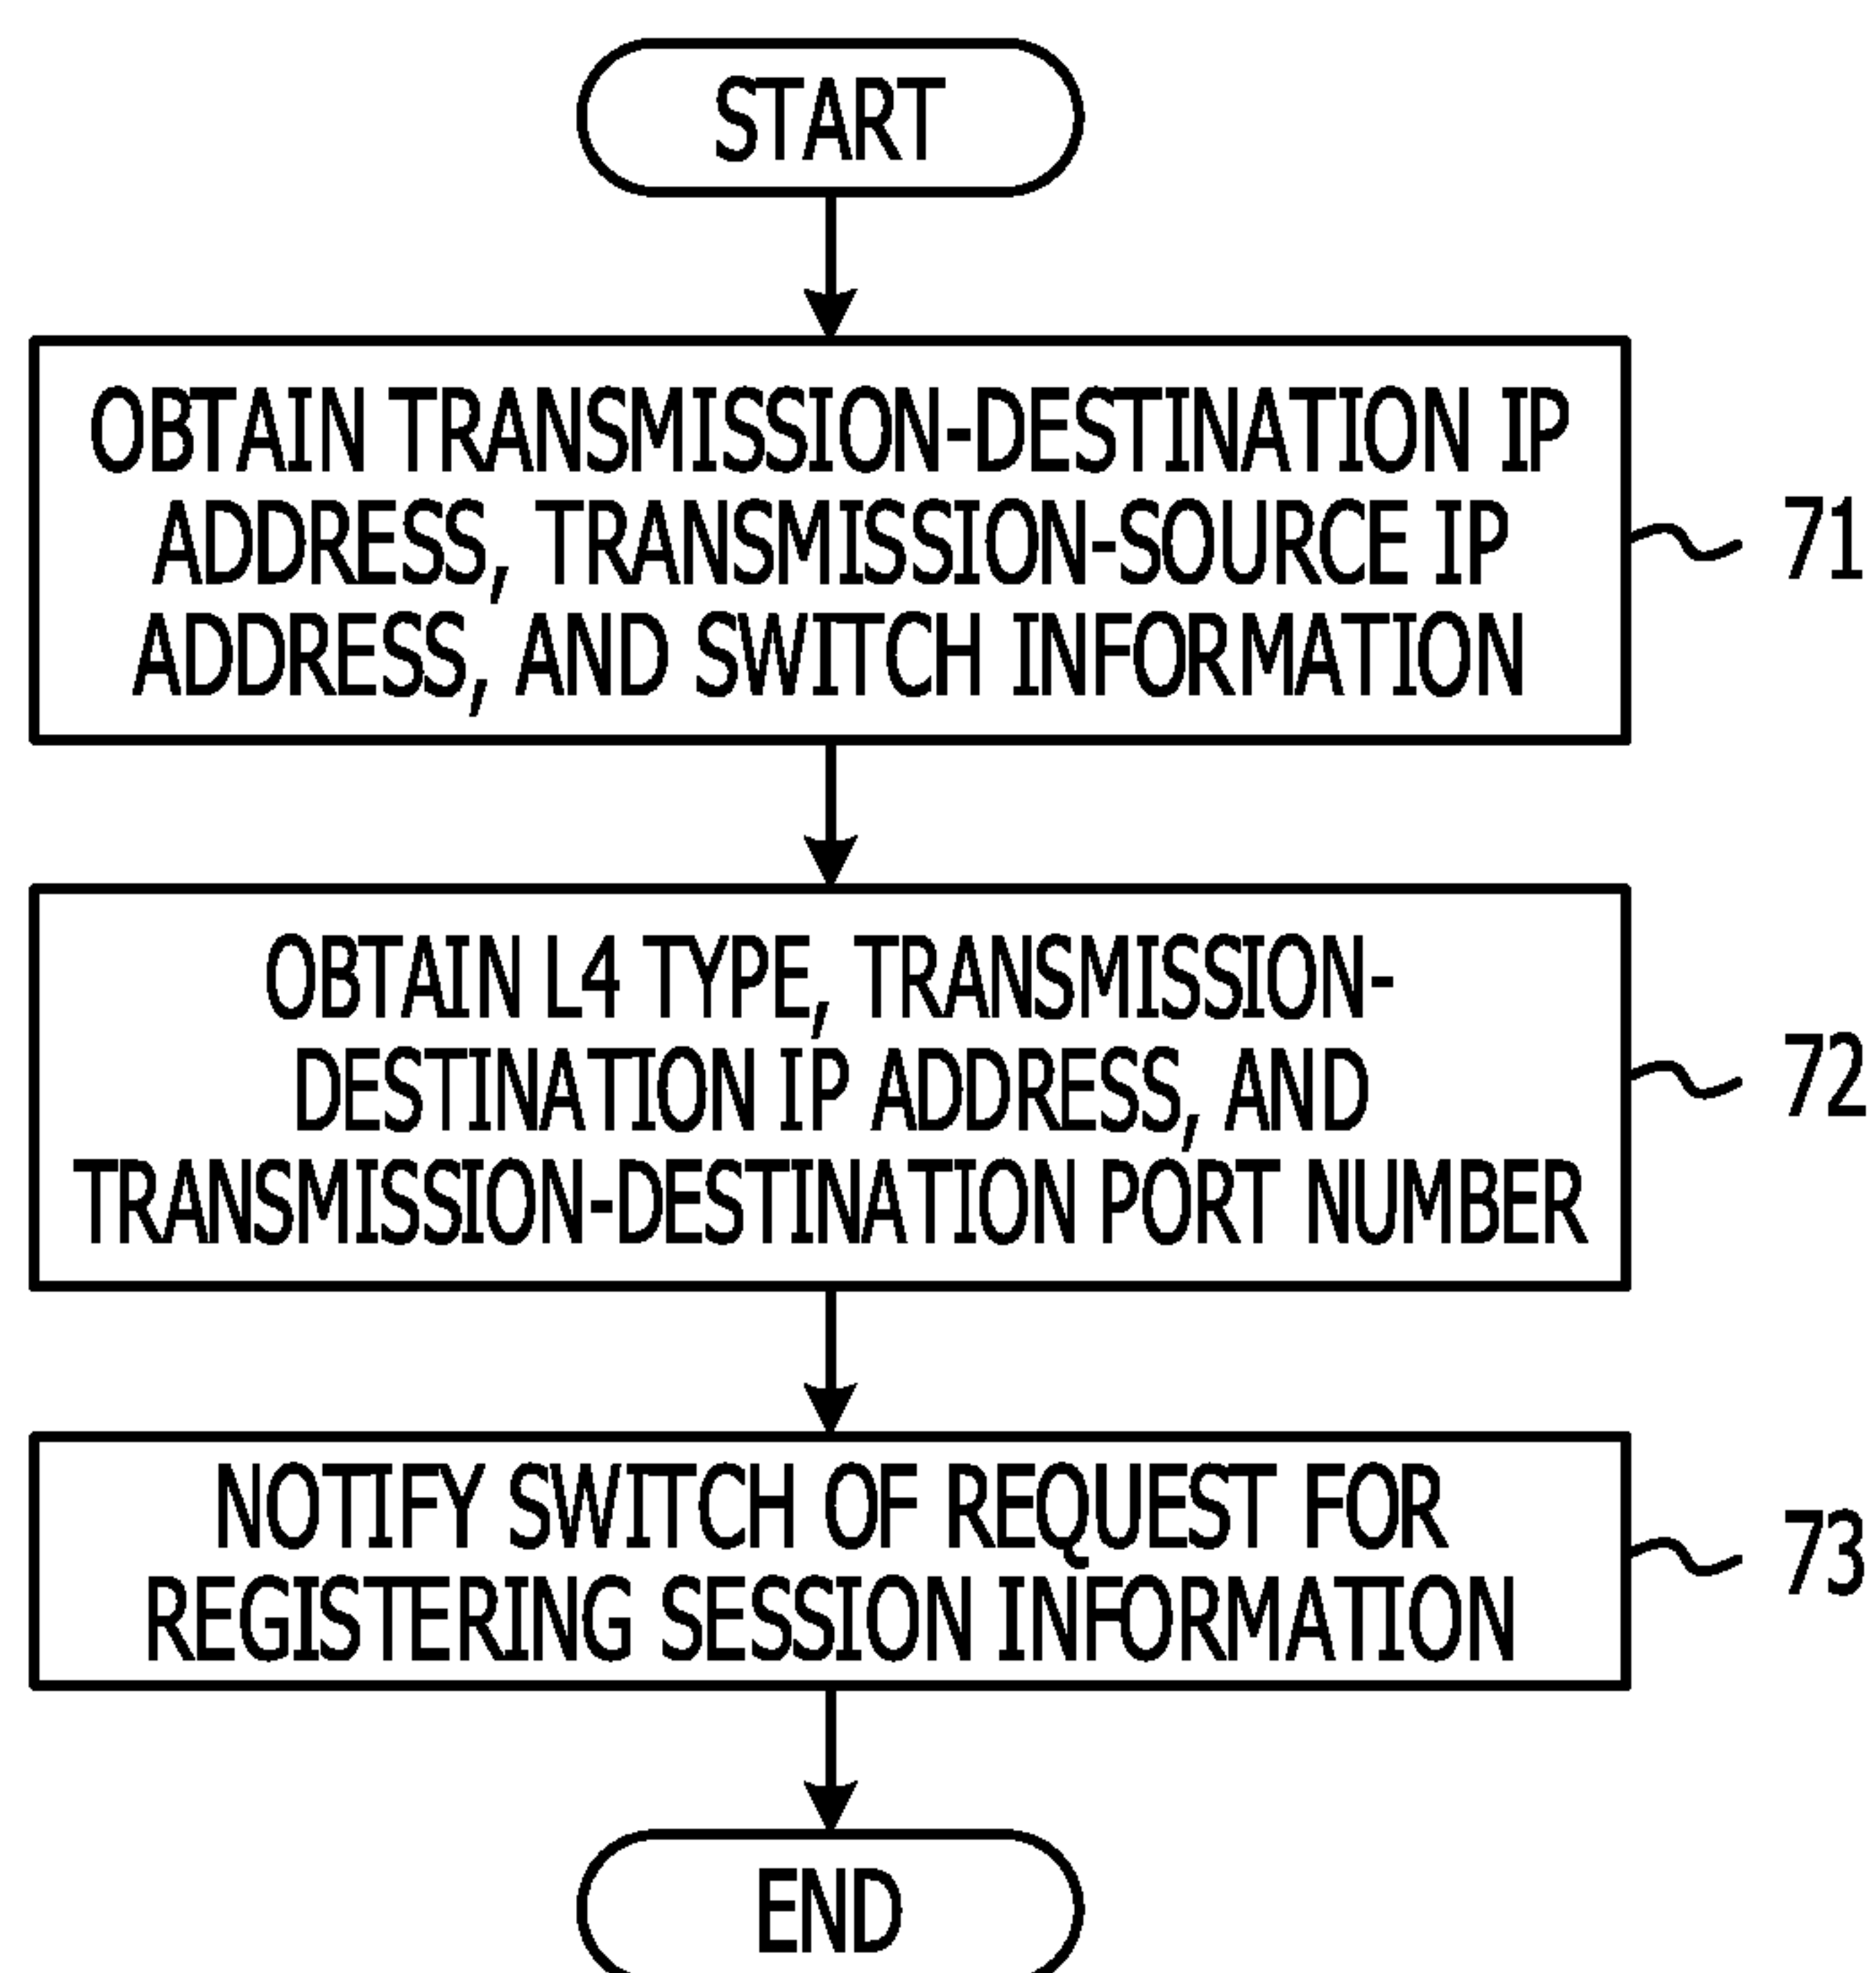 START
OBTAIN TRANSMISSION-DESTINATION IP
ADDRESS, TRANSMISSION-SOURCE IP
ADDRESS, AND SWITCH INFORMATION
71
OBTAIN L4 TYPE, TRANSMISSION-
DESTINATION IP ADDRESS, AND
TRANSMISSION-DESTINATION PORT NUMBER
72
NOTIFY SWITCH OF REQUEST FOR
REGISTERING SESSION INFORMATION
73
END